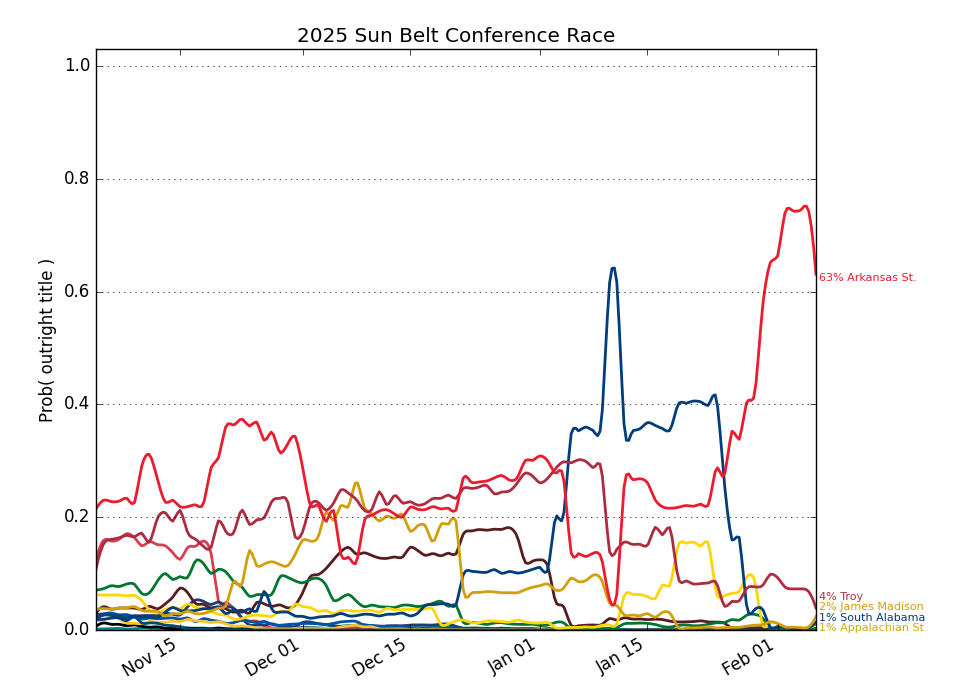 2025 Sun Belt Conference Race
1.0
0.8
0.6
0.4
0.2
0.0
Prob( outright title )
63% Arkansas St.
4% Troy
2% James Madison
1% South Alabama
1% Appalachian St.
Nov 15
Dec 01
Dec 15
Jan 01
Jan 15
Feb 01